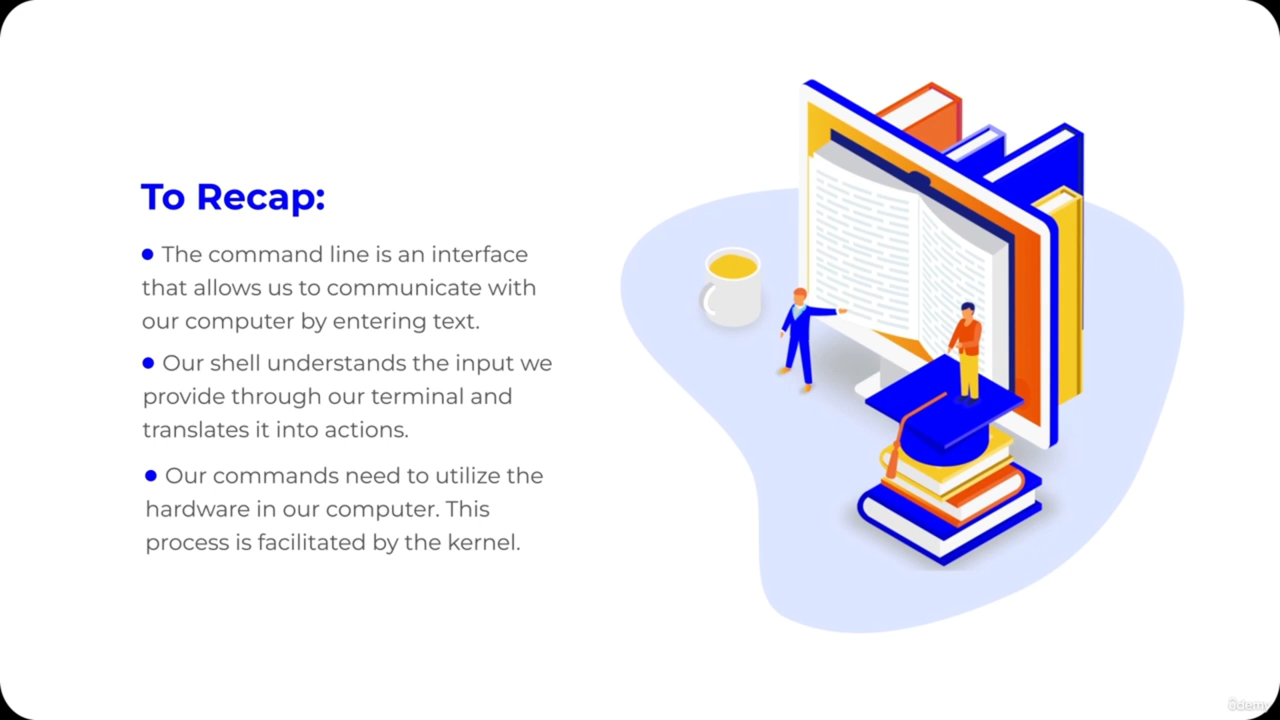 To Recap:
● The command line is an interface
that allows us to communicate with
our computer by entering text.
● Our shell understands the input we
provide through our terminal and
translates it into actions.
● Our commands need to utilize the
hardware in our computer. This
process is facilitated by the kernel.
ûdemy